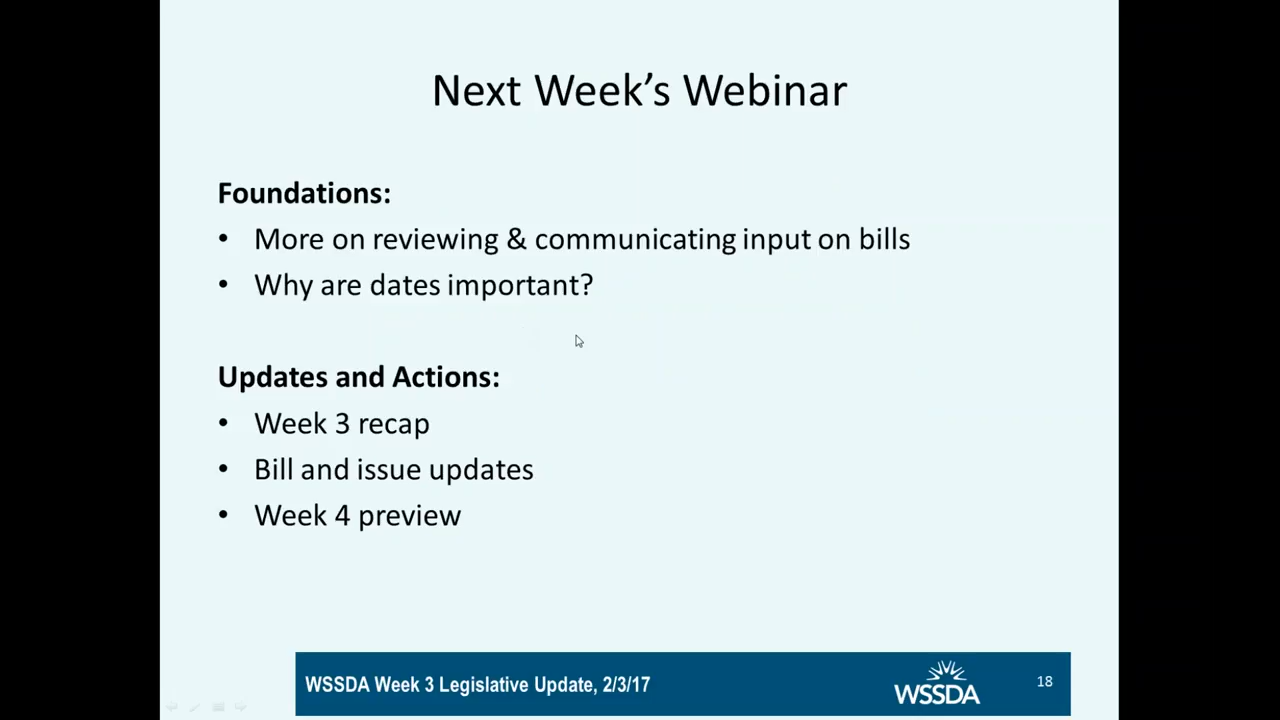 Next Week’s Webinar
Foundations:
• More on reviewing & communicating input on bills
• Why are dates important?
Updates and Actions:
• Week 3 recap
• Bill and issue updates
• Week 4 preview
WSSDA Week 3 Legislative Update, 2/3/17
WSSDA
18